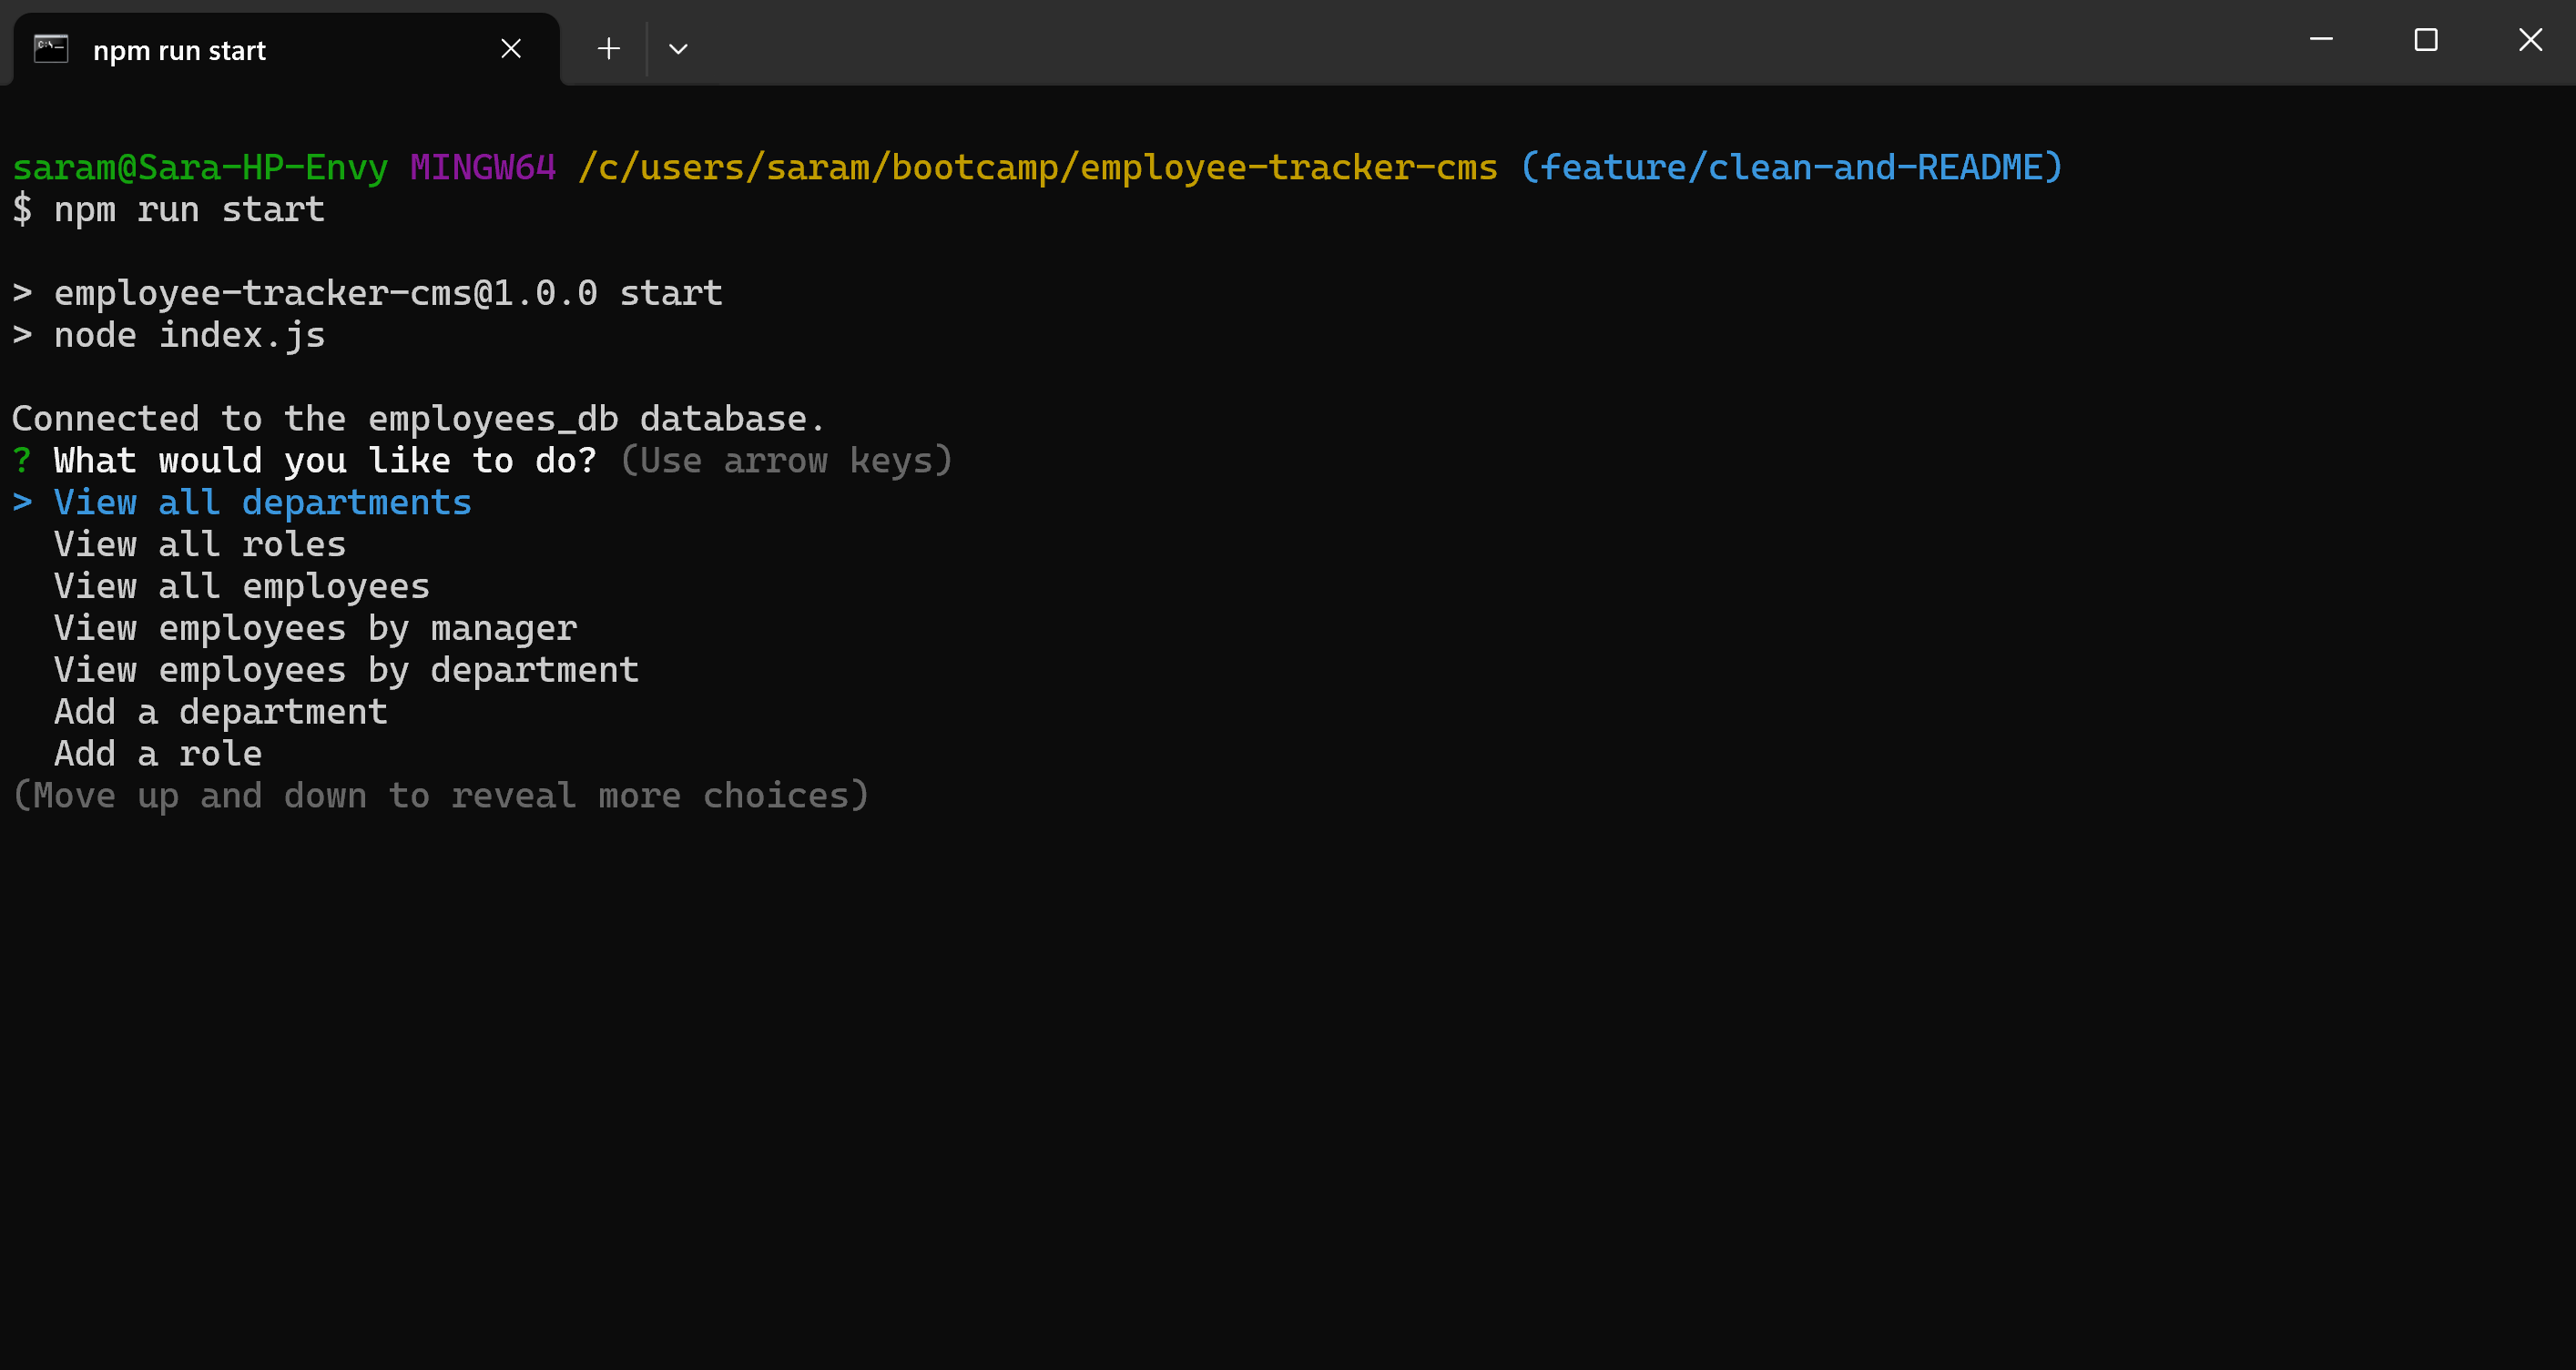 npm run start
saram@Sara-HP-Envy MINGW64 /c/users/saram/bootcamp/employee-tracker-cms (feature/clean-and-README)
$ npm run start
> employee-tracker-cms@1.0.0 start
> node index.js
Connected to the employees_db database.
? What would you like to do? (Use arrow keys)
> View all departments
View all roles
View all employees
View employees by manager
View employees by department
Add a department
Add a role
(Move up and down to reveal more choices)